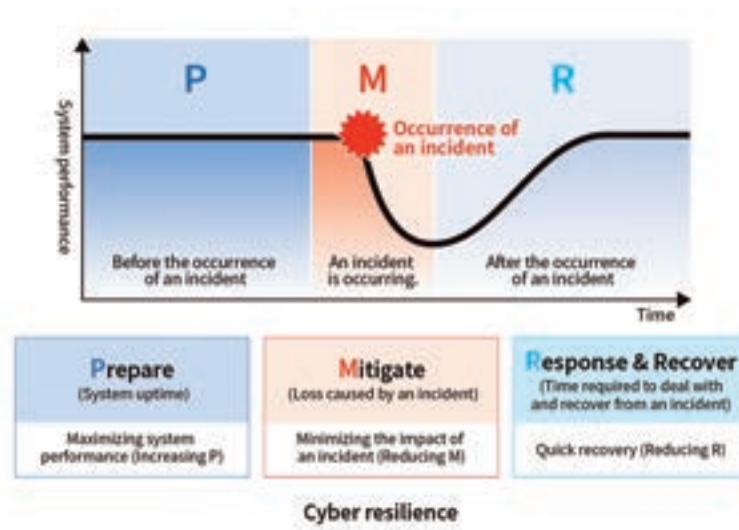 P
M
R
System performance
Occurrence of
an incident
Before the occurrence
of an incident
An incident
is occurring.
After the occurrence
of an incident
Time
Prepare
(System uptime)
Maximizing system
performance (Increasing P)
Mitigate
(Loss caused by an incident)
Minimizing the impact of
an incident (Reducing M)
Response & Recover
(Time required to deal with
and recover from an incident)
Quick recovery (Reducing R)
Cyber resilience